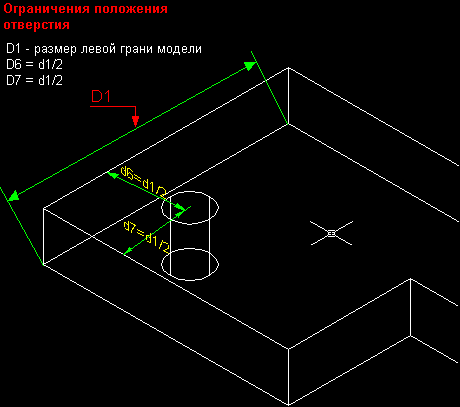 Ограничения положения
отверстия
D1 - размер левой грани модели
D6 = d1/2
D7 = d1/2
D1
d6=d1/2
d7=d1/2